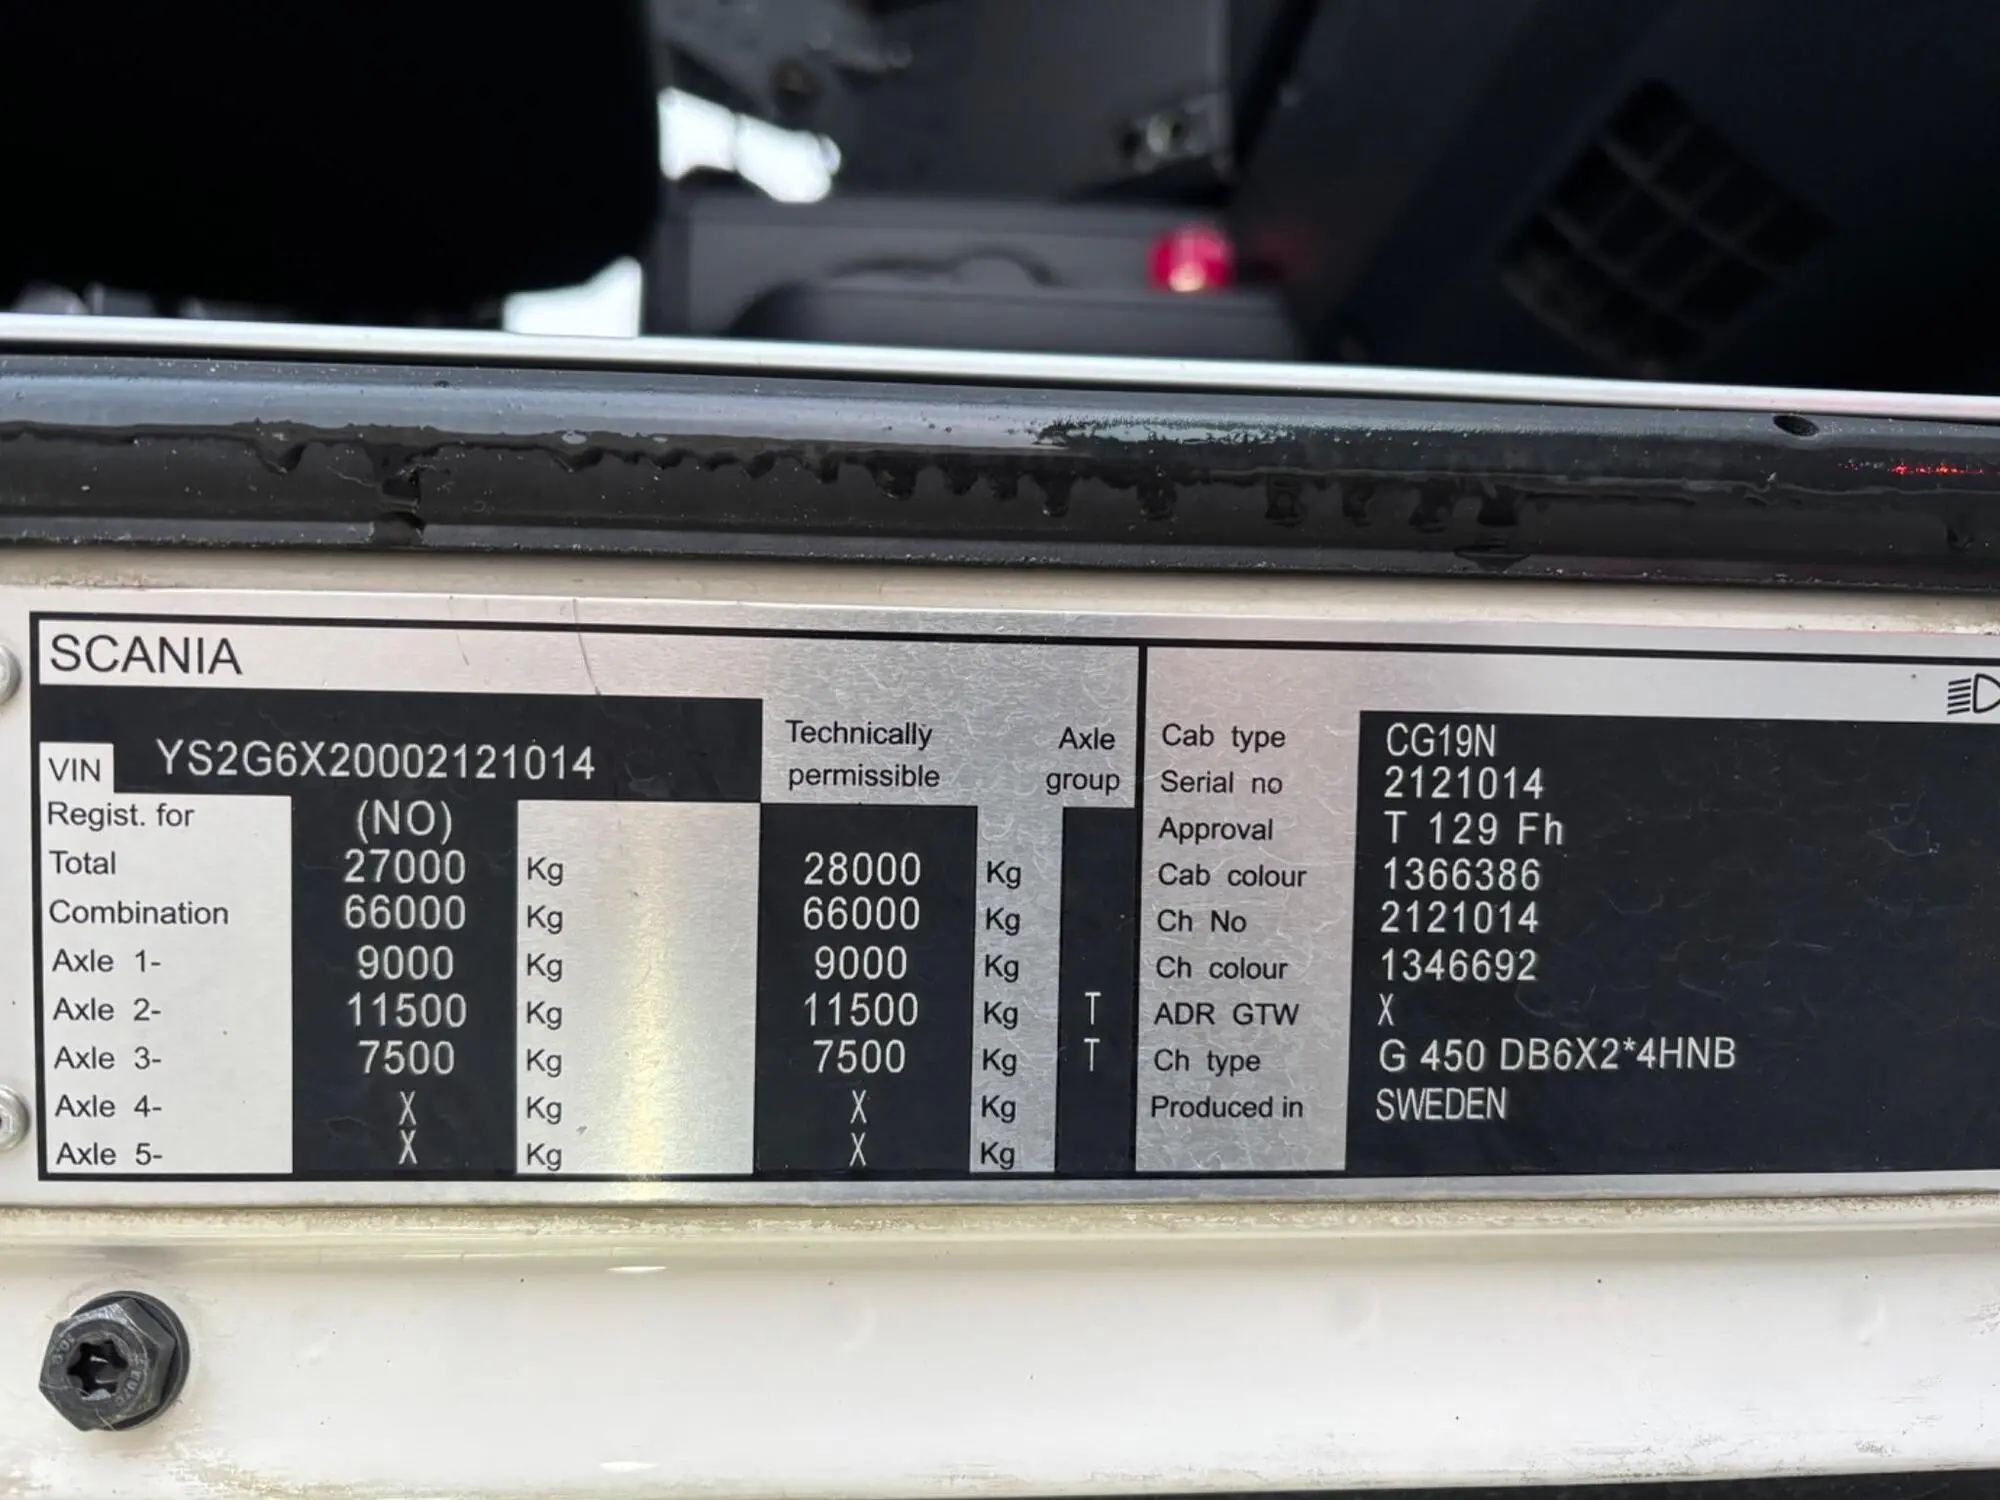 SCANIA
VIN YS2G6X20002121014
Technically permissible
Axle group
Regist. for (NO)
Total 27000 Kg 28000 Kg
Combination 66000 Kg 66000 Kg
Axle 1- 9000 Kg 9000 Kg
Axle 2- 11500 Kg 11500 Kg T
Axle 3- 7500 Kg 7500 Kg T
Axle 4- X Kg X Kg
Axle 5- X Kg X Kg
Cab type CG19N
Serial no 2121014
Approval T 129 Fh
Cab colour 1366386
Ch No 2121014
Ch colour 1346692
ADR GTW X
Ch type G 450 DB6X2*4HNB
Produced in SWEDEN